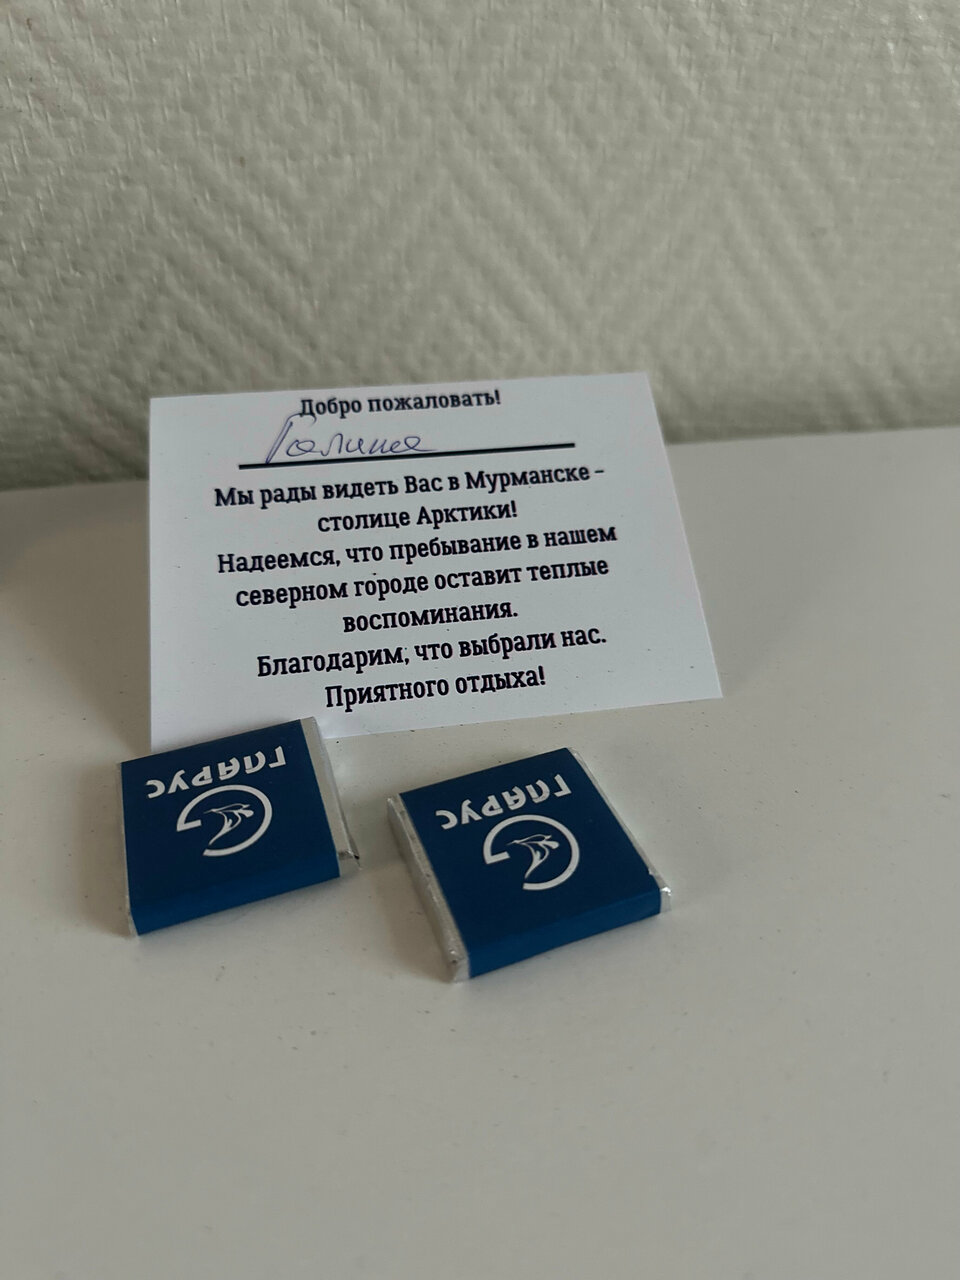 Добро пожаловать!
Галина
Мы рады видеть Вас в Мурманске –
столице Арктики!
Надеемся, что пребывание в нашем
северном городе оставит теплые
воспоминания.
Благодарим, что выбрали нас.
Приятного отдыха!
ГЛАРУС
ГЛАРУС